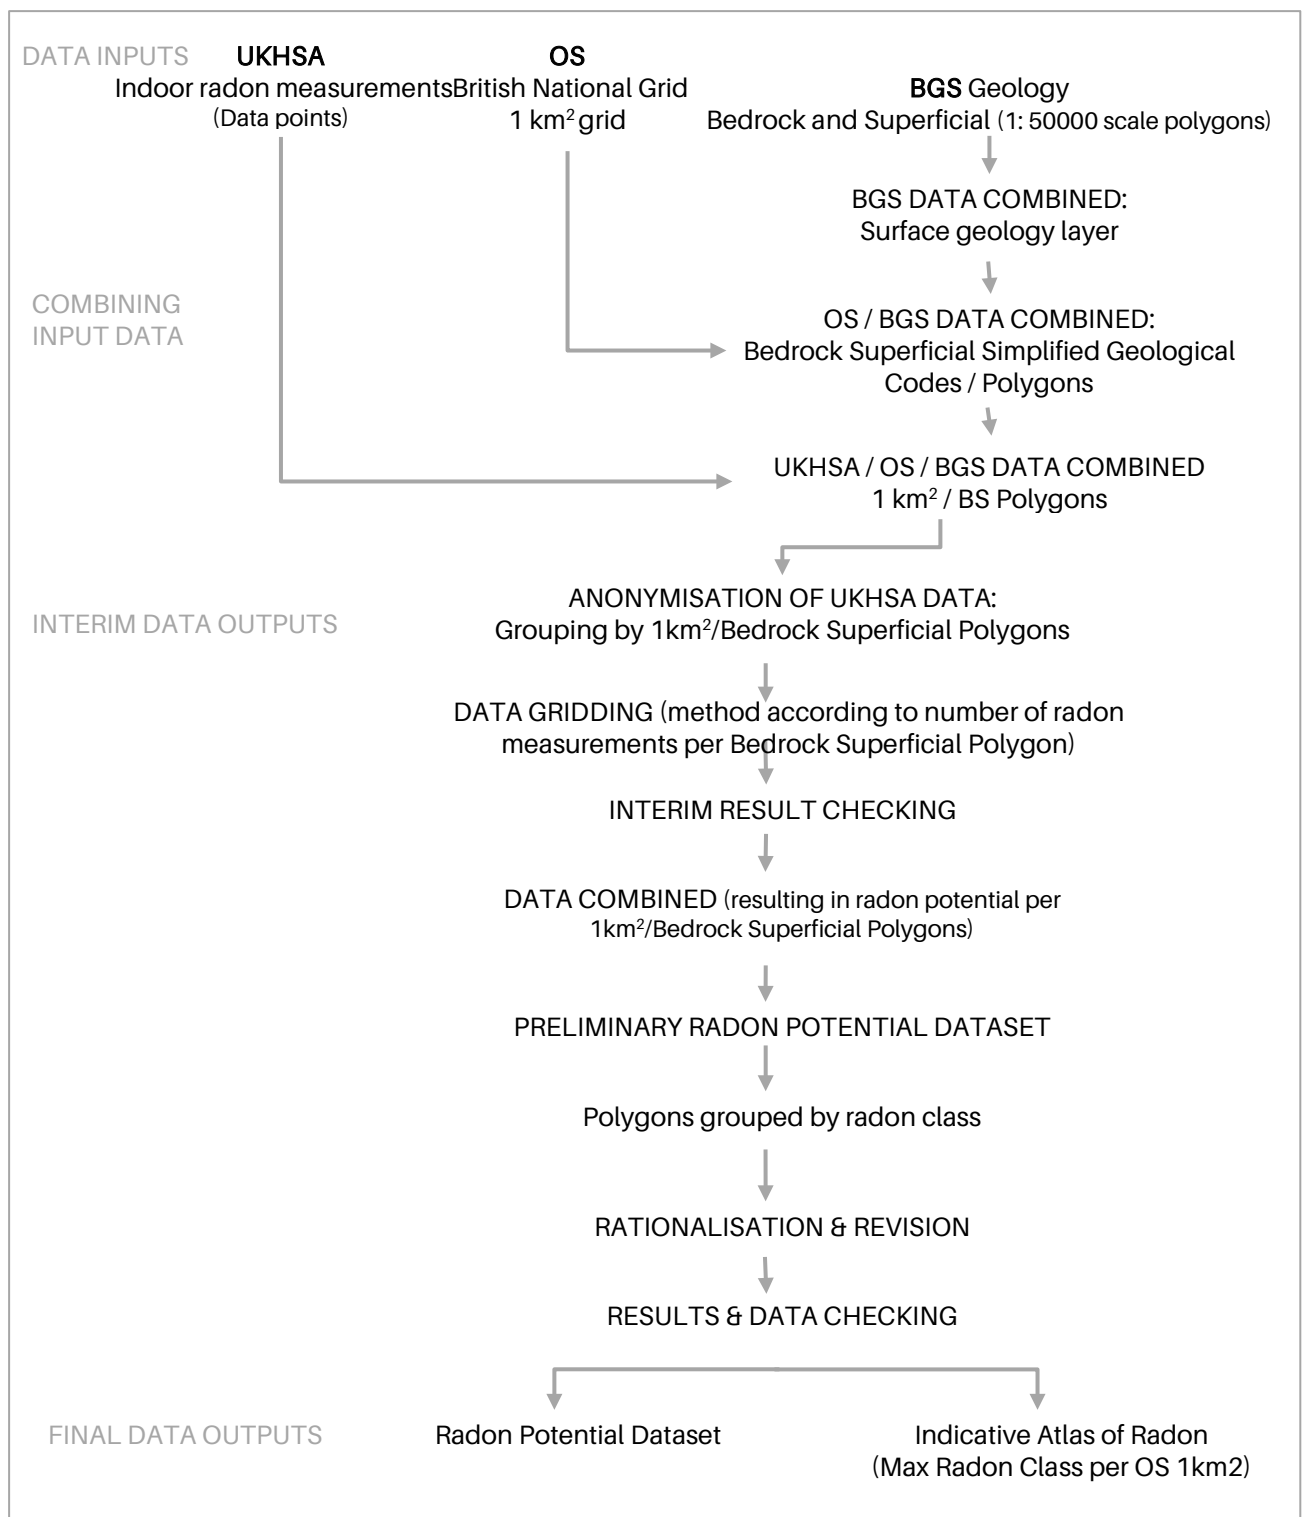 DATA INPUTS
UKHSA
Indoor radon measurements
(Data points)
OS
British National Grid
1 km² grid
BGS Geology
Bedrock and Superficial (1: 50000 scale polygons)
BGS DATA COMBINED:
Surface geology layer
COMBINING
INPUT DATA
OS / BGS DATA COMBINED:
Bedrock Superficial Simplified Geological
Codes / Polygons
UKHSA / OS / BGS DATA COMBINED
1 km² / BS Polygons
INTERIM DATA OUTPUTS
ANONYMISATION OF UKHSA DATA:
Grouping by 1km²/Bedrock Superficial Polygons
DATA GRIDDING (method according to number of radon
measurements per Bedrock Superficial Polygon)
INTERIM RESULT CHECKING
DATA COMBINED (resulting in radon potential per
1km²/Bedrock Superficial Polygons)
PRELIMINARY RADON POTENTIAL DATASET
Polygons grouped by radon class
RATIONALISATION & REVISION
RESULTS & DATA CHECKING
FINAL DATA OUTPUTS
Radon Potential Dataset
Indicative Atlas of Radon
(Max Radon Class per OS 1km2)